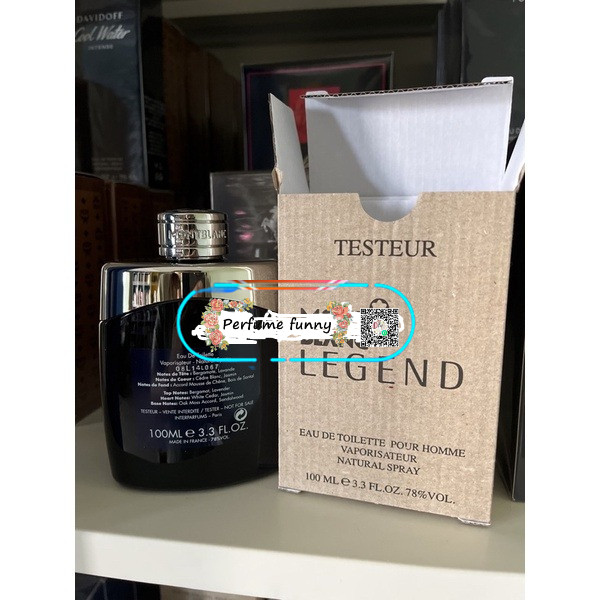 DAVIDOFF
Cool Water
INTENSE
MONTBLANC
TESTEUR
Perfume funny
BLANC
LEGEND
EAU DE TOILETTE POUR HOMME
VAPORISATEUR
NATURAL SPRAY
100 ML e 3.3 FL.OZ. 78%VOL.
Eau De Toilette
Vaporisateur - Natural
08L14L067
Notes de Tête : Bergamote, Lavande
Notes de Coeur : Cèdre Blanc, Jasmin
Notes de Fond : Accord Mousse de Chêne, Bois de Santal
Top Notes: Bergamot, Lavender
Heart Notes: White Cedar, Jasmin
Base Notes: Oak Moss Accord, Sandalwood
TESTEUR - VENTE INTERDITE / TESTER - NOT FOR SALE
INTERPARFUMS - Paris
100ML e 3.3 FL.OZ.
MADE IN FRANCE - 78%VOL.